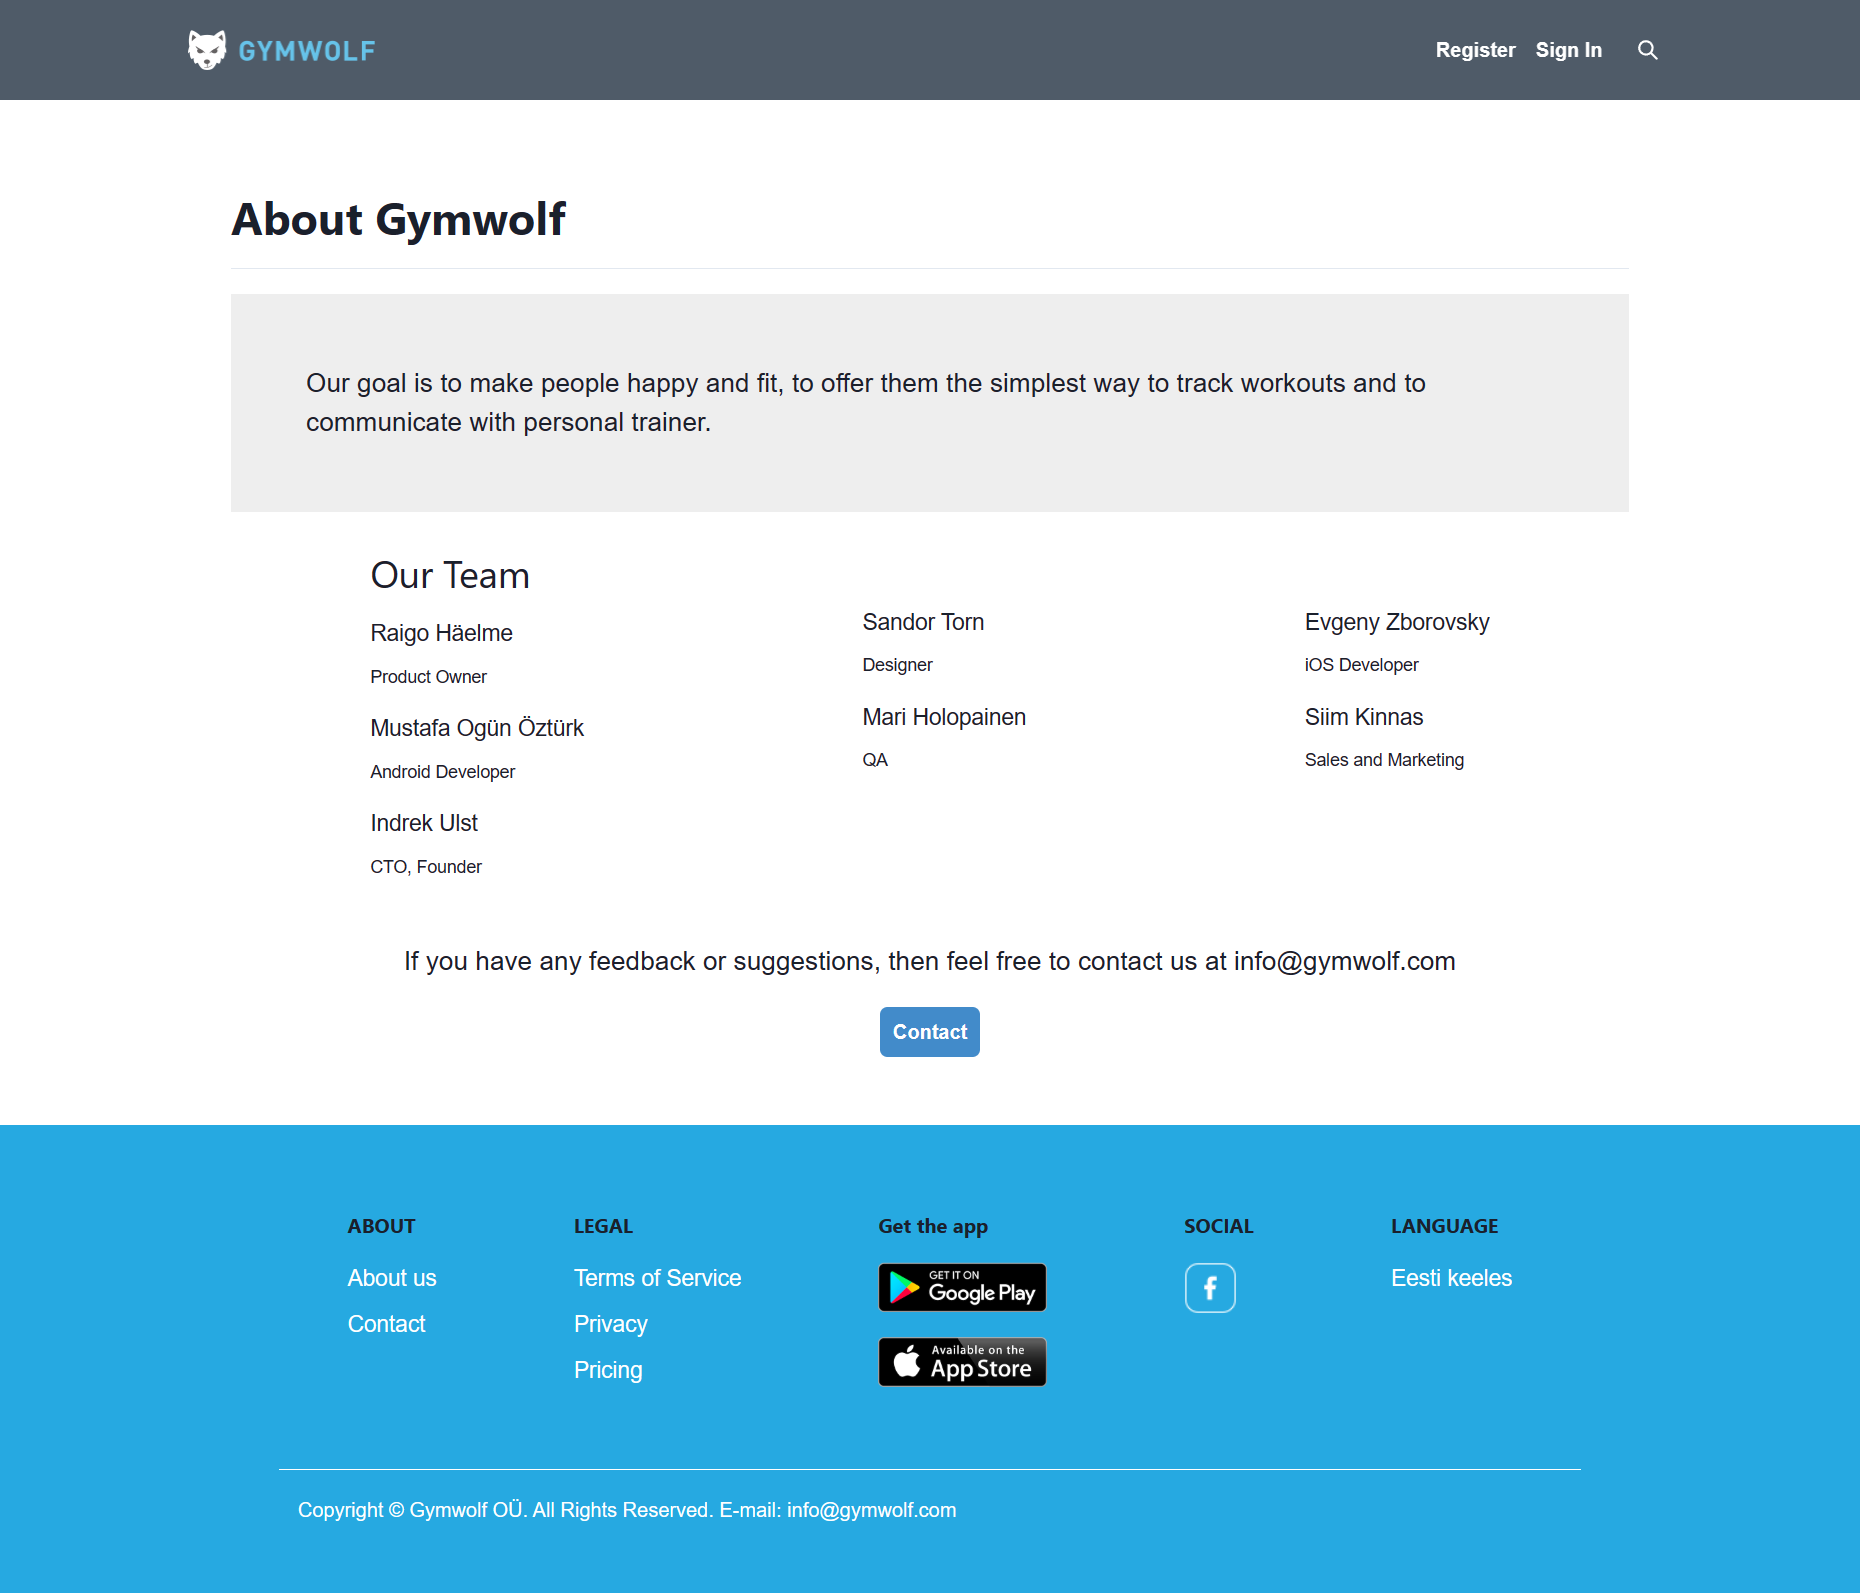 GYMWOLF
Register
Sign In
About Gymwolf
Our goal is to make people happy and fit, to offer them the simplest way to track workouts and to
communicate with personal trainer.
Our Team
Raigo Häelme
Product Owner
Mustafa Ogün Öztürk
Android Developer
Indrek Ulst
CTO, Founder
Sandor Torn
Designer
Mari Holopainen
QA
Evgeny Zborovsky
iOS Developer
Siim Kinnas
Sales and Marketing
If you have any feedback or suggestions, then feel free to contact us at info@gymwolf.com
Contact
ABOUT
About us
Contact
LEGAL
Terms of Service
Privacy
Pricing
Get the app
GET IT ON
Google Play
Available on the
App Store
SOCIAL
LANGUAGE
Eesti keeles
Copyright © Gymwolf OÜ. All Rights Reserved. E-mail: info@gymwolf.com